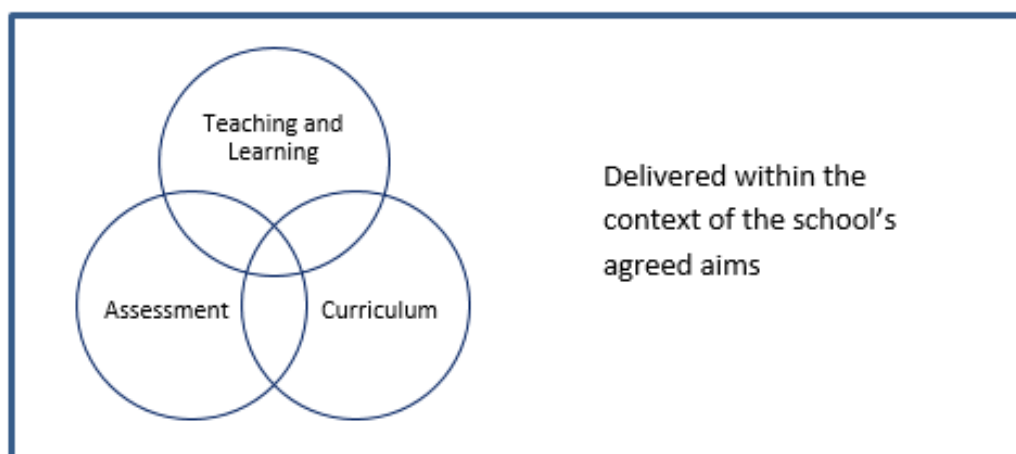 Teaching and
Learning
Assessment
Curriculum
Delivered within the
context of the school’s
agreed aims